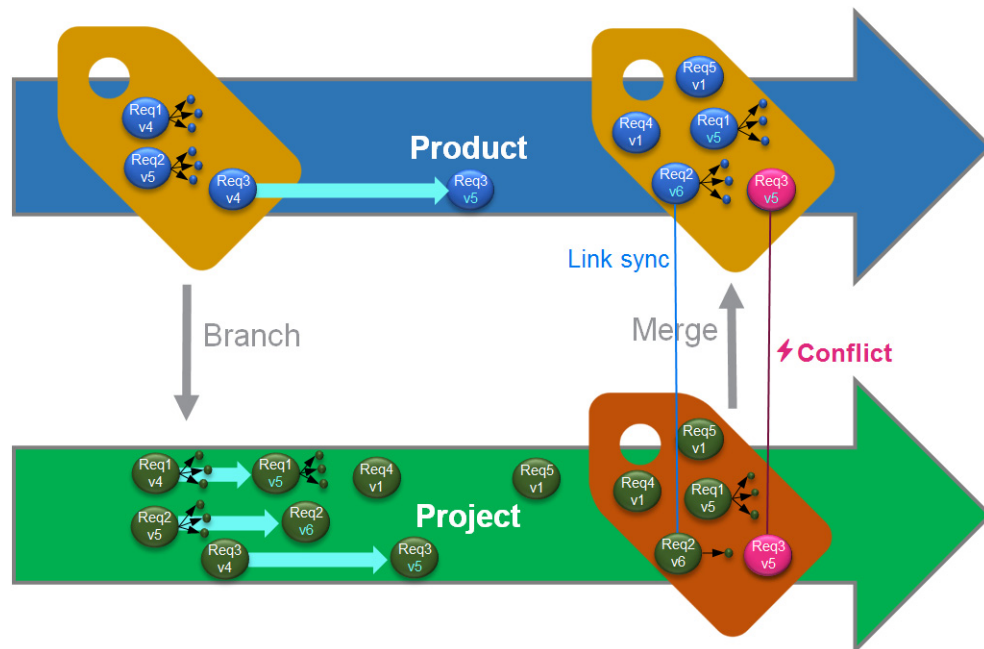 Req1
v4
Req2
v5
Req3
v4
Product
Req3
v5
Req5
v1
Req4
v1
Req1
v5
Req2
v6
Req3
v5
Link sync
Branch
Merge
Conflict
Req1
v4
Req1
v5
Req4
v1
Req5
v1
Req2
v5
Req2
v6
Project
Req3
v4
Req3
v5
Req5
v1
Req4
v1
Req1
v5
Req2
v6
Req3
v5